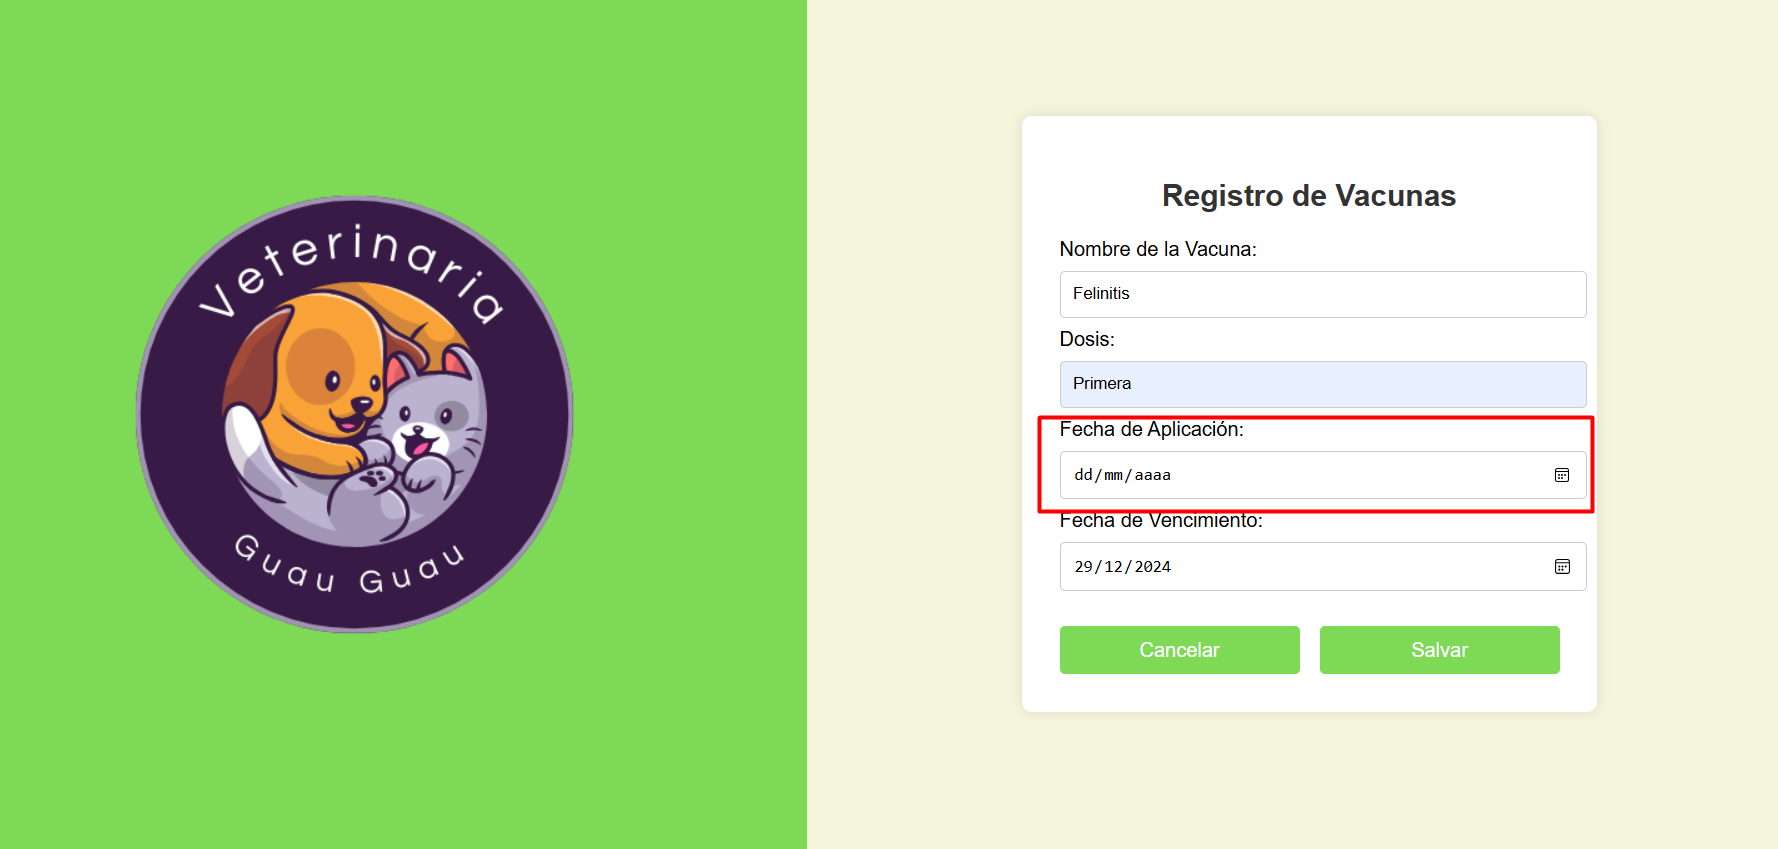 Veterinaria
Guau Guau
Registro de Vacunas
Nombre de la Vacuna:
Felinitis
Dosis:
Primera
Fecha de Aplicación:
dd/mm/aaaa
Fecha de Vencimiento:
29/12/2024
Cancelar
Salvar